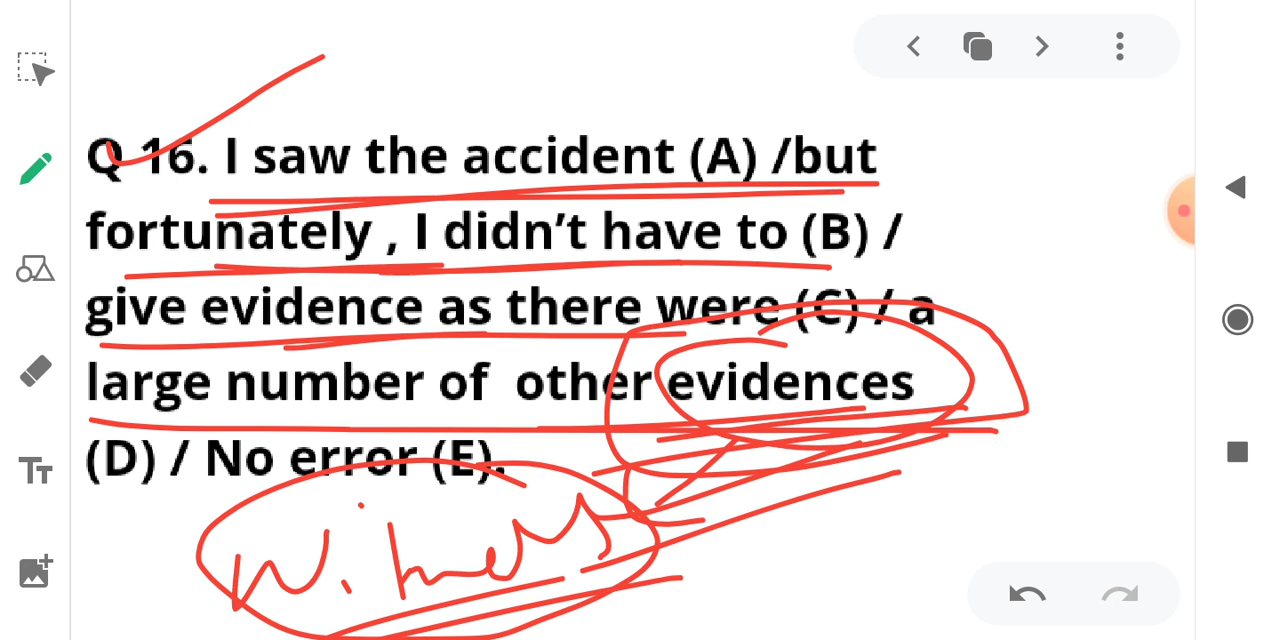 Q 16. I saw the accident (A) /but
fortunately , I didn’t have to (B) /
give evidence as there were (C) / a
large number of other evidences
(D) / No error (E).